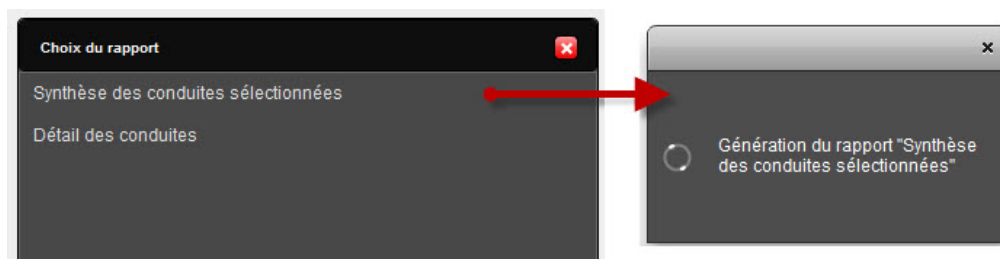 Choix du rapport
Synthèse des conduites sélectionnées
Détail des conduites
Génération du rapport "Synthèse
des conduites sélectionnées"